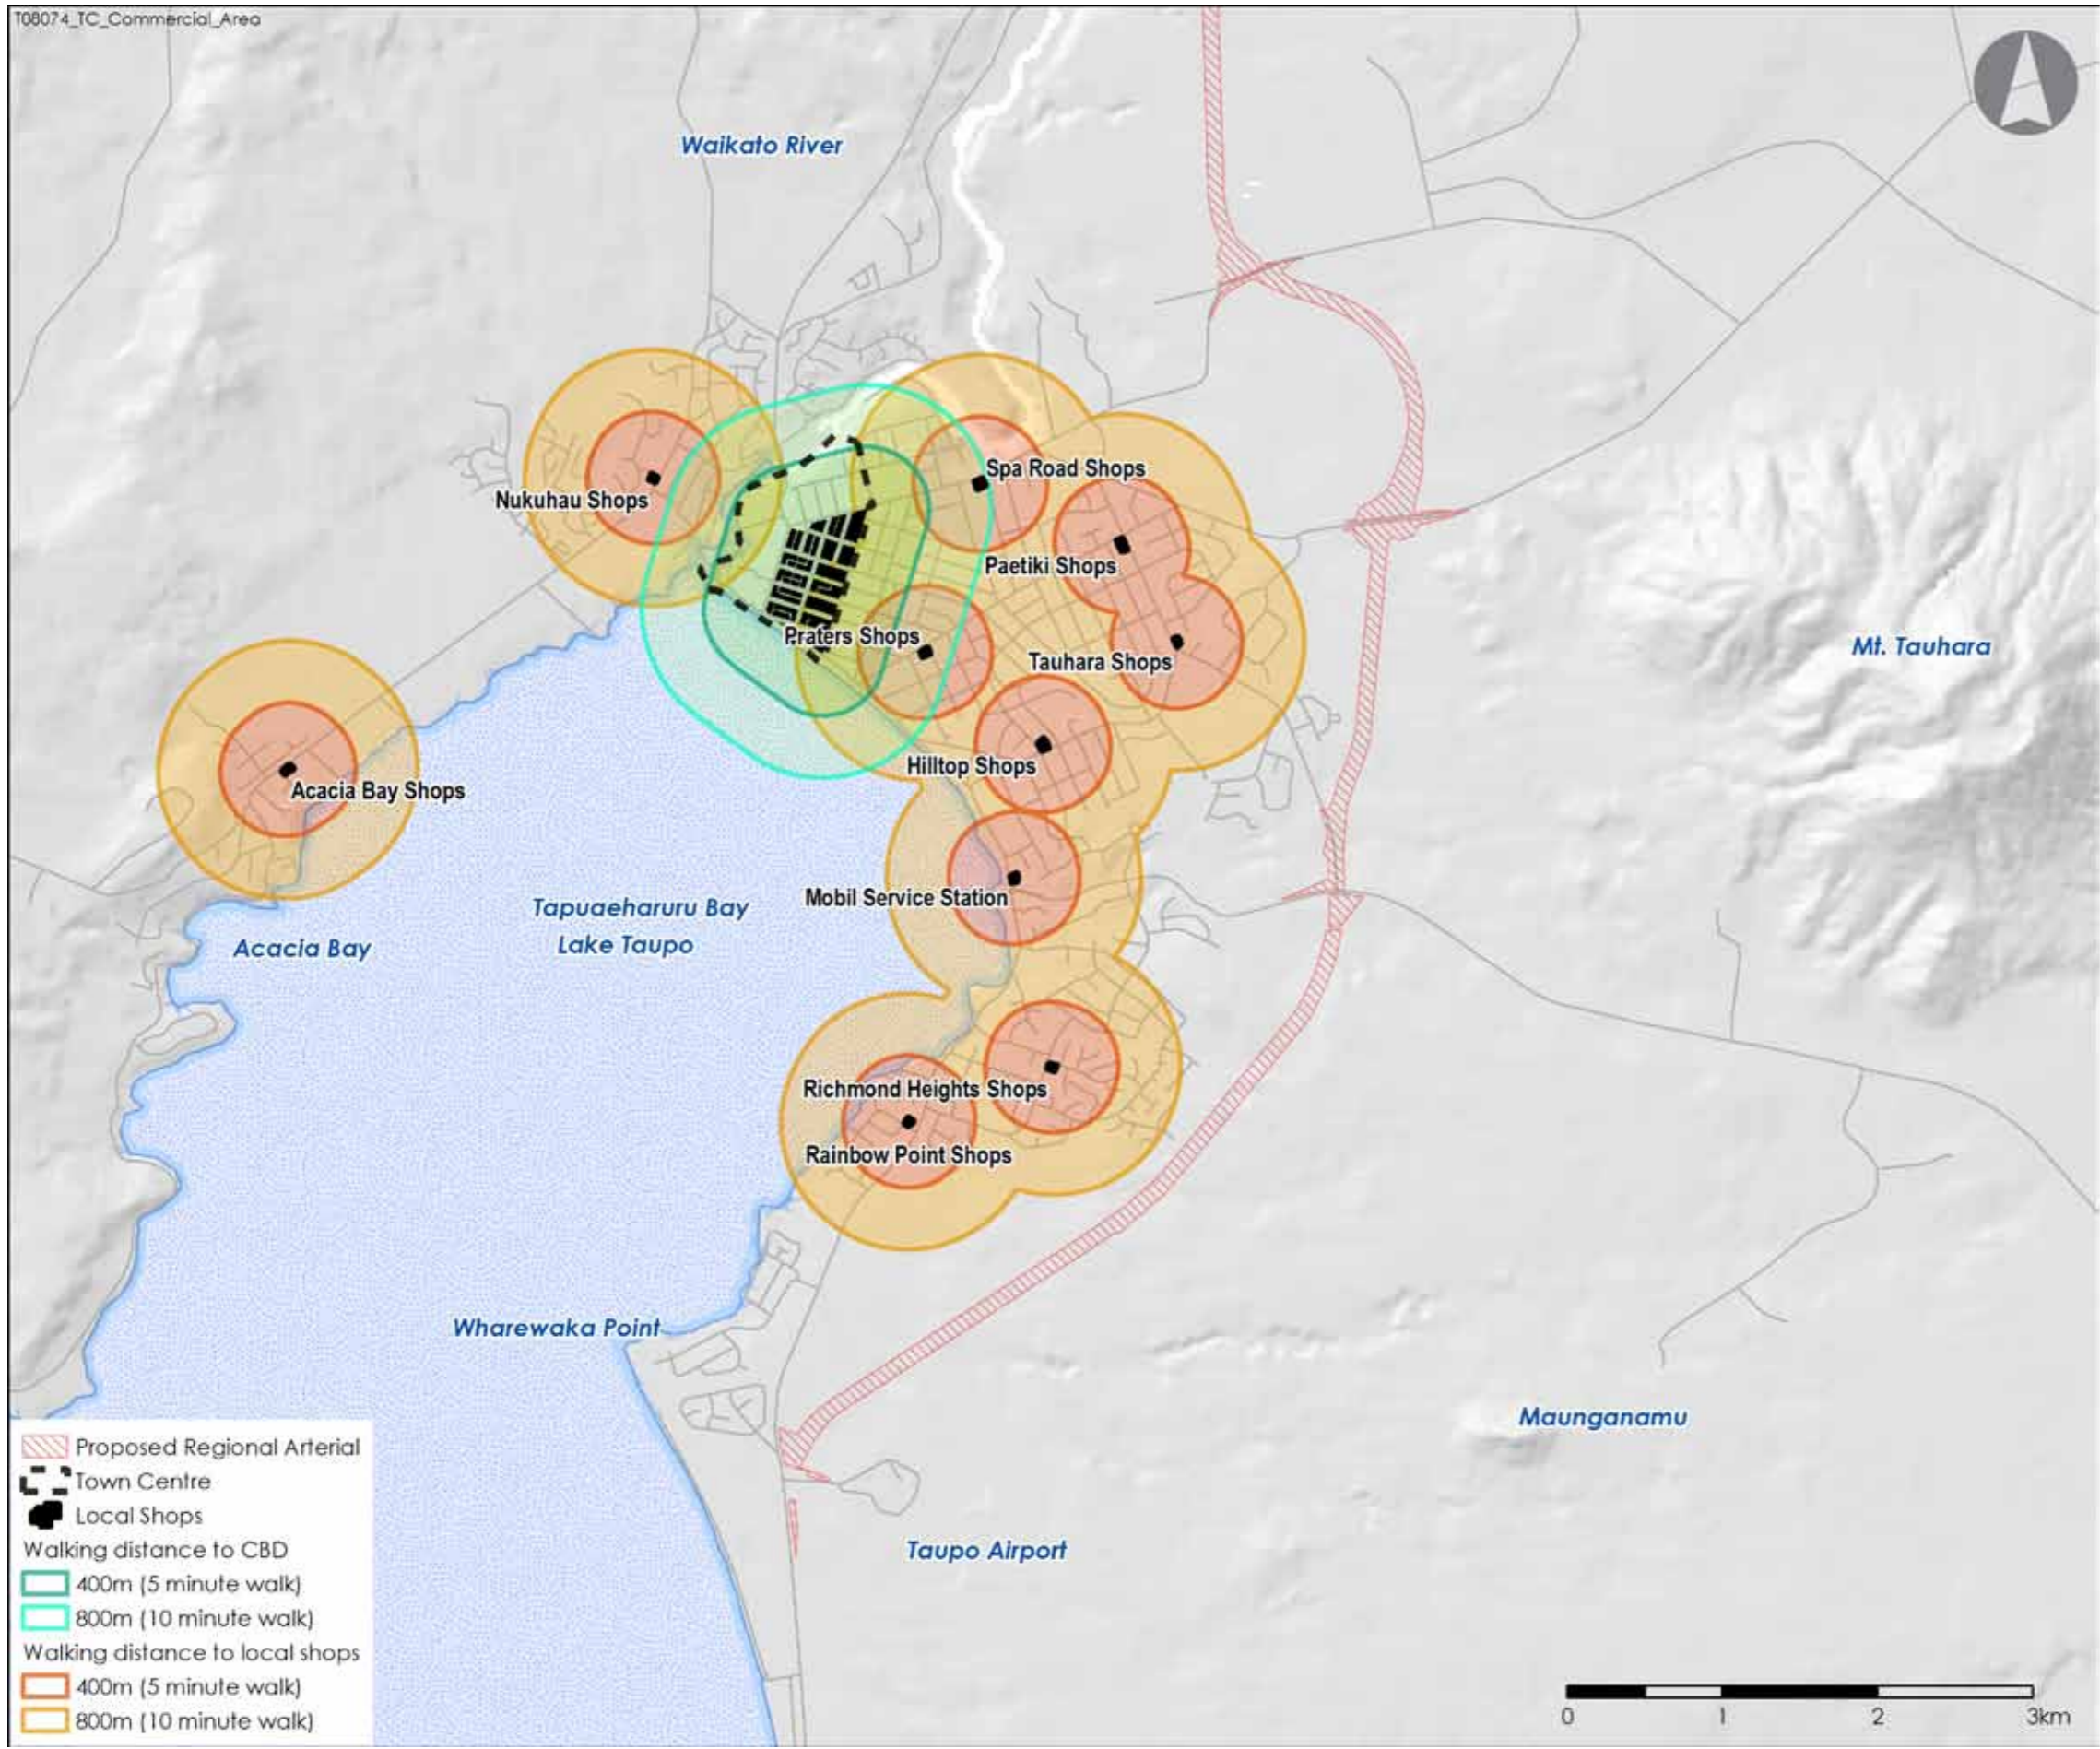 T08074_TC_Commercial_Area
Waikato River
Spa Road Shops
Nukuhau Shops
Paetiki Shops
Praters Shops
Tauhara Shops
Mt. Tauhara
Hilltop Shops
Acacia Bay Shops
Mobil Service Station
Tapuaeharuru Bay
Lake Taupo
Acacia Bay
Richmond Heights Shops
Rainbow Point Shops
Wharewaka Point
Maunganamu
Taupo Airport
Proposed Regional Arterial
Town Centre
Local Shops
Walking distance to CBD
400m (5 minute walk)
800m (10 minute walk)
Walking distance to local shops
400m (5 minute walk)
800m (10 minute walk)
0 1 2 3km